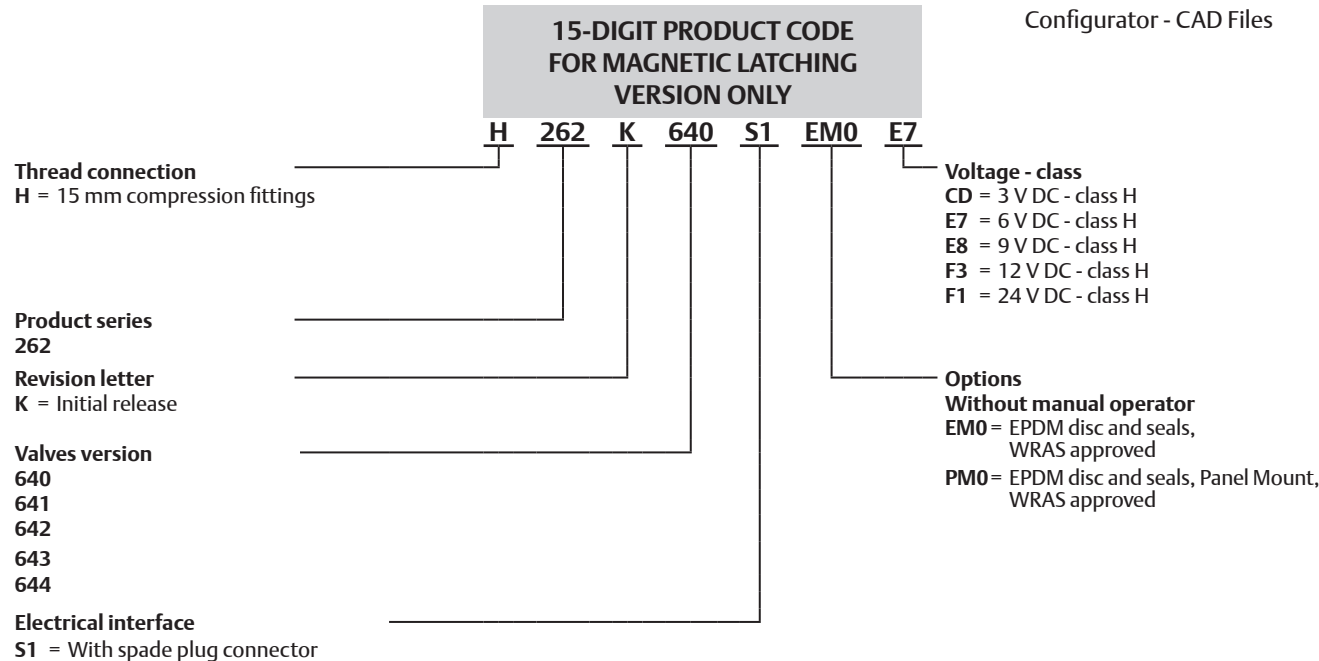 15-DIGIT PRODUCT CODE
FOR MAGNETIC LATCHING
VERSION ONLY
Configurator - CAD Files
H 262 K 640 S1 EM0 E7
Thread connection
H = 15 mm compression fittings
Product series
262
Revision letter
K = Initial release
Valves version
640
641
642
643
644
Electrical interface
S1 = With spade plug connector
Voltage - class
CD = 3 V DC - class H
E7 = 6 V DC - class H
E8 = 9 V DC - class H
F3 = 12 V DC - class H
F1 = 24 V DC - class H
Options
Without manual operator
EM0 = EPDM disc and seals,
WRAS approved
PM0 = EPDM disc and seals, Panel Mount,
WRAS approved